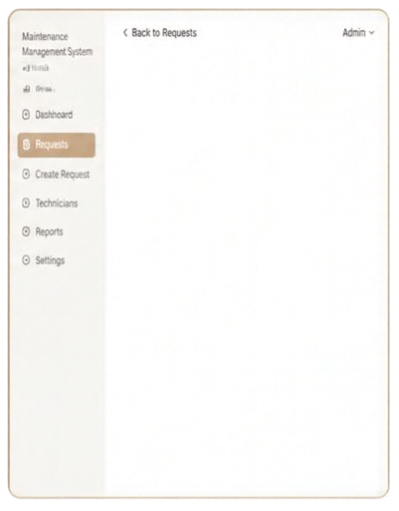 Maintenance
Management System
Dashboard
Requests
Create Request
Technicians
Reports
Settings
< Back to Requests
Admin